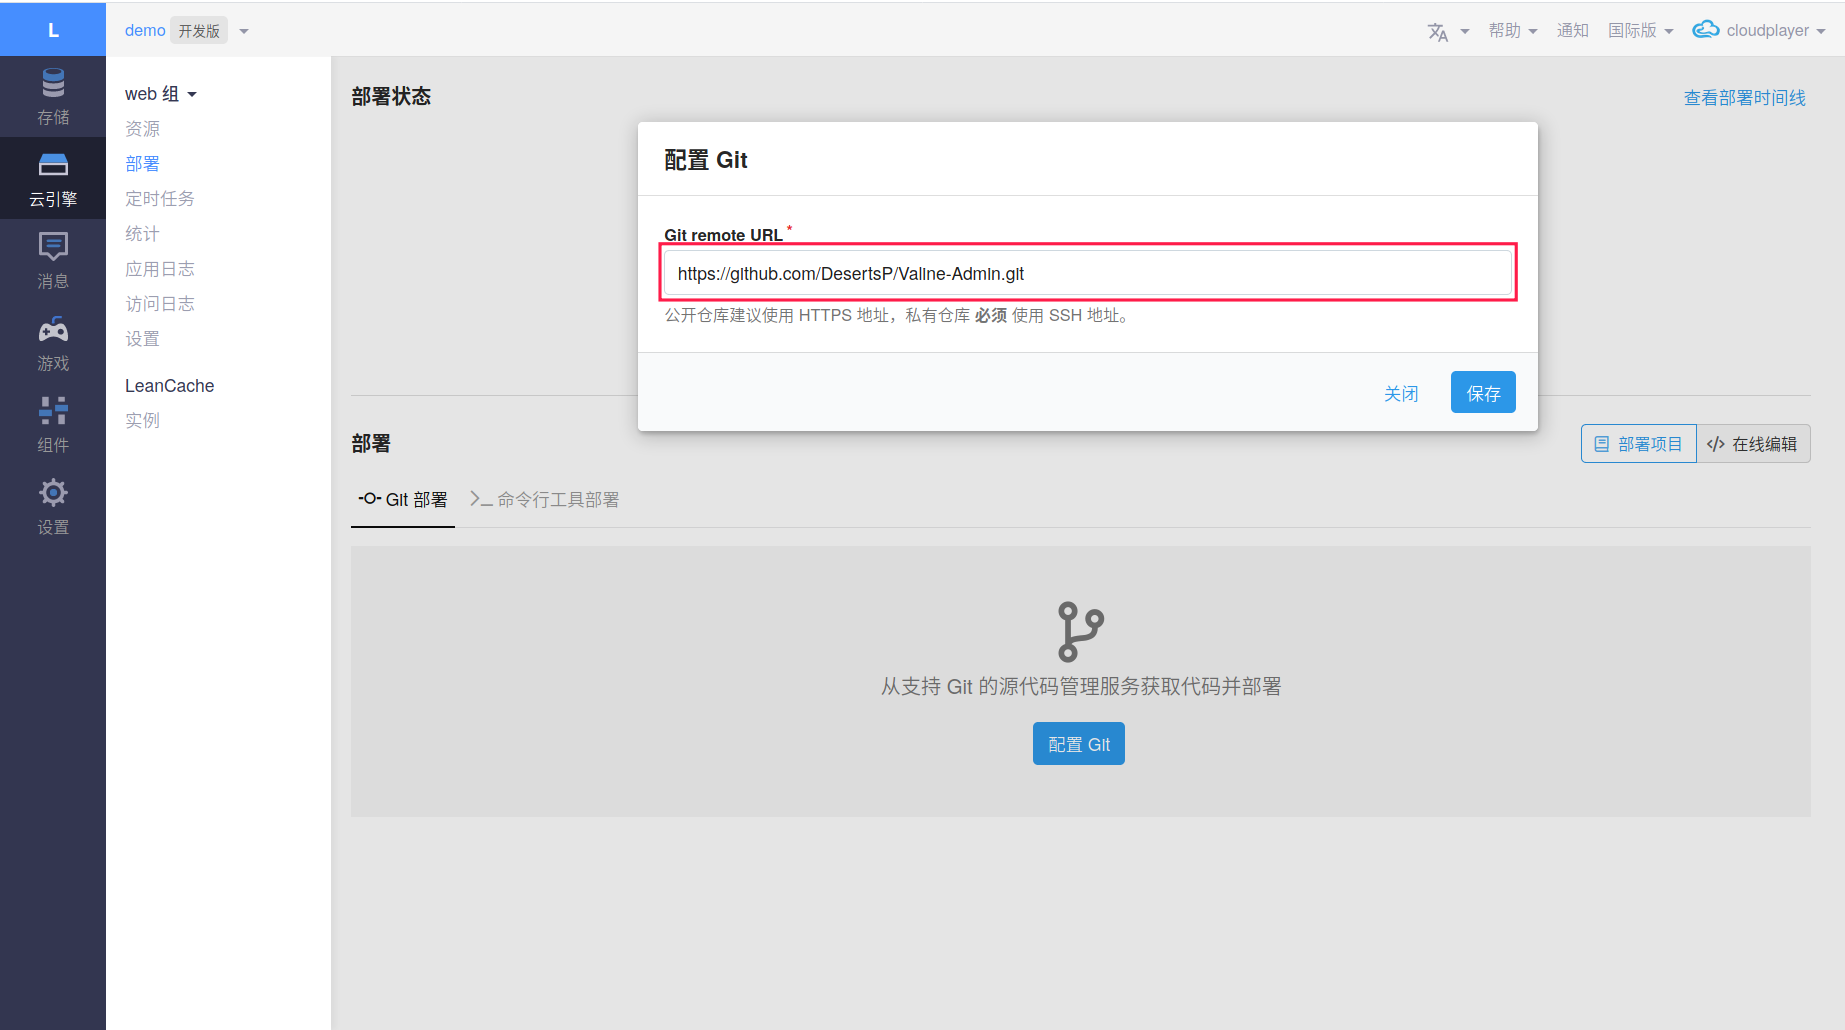 L
demo 开发版
帮助
通知
国际版
cloudplayer
存储
云引擎
消息
游戏
组件
设置
web 组
资源
部署
定时任务
统计
应用日志
访问日志
设置
LeanCache
实例
部署状态
查看部署时间线
配置 Git
Git remote URL *
https://github.com/DesertsP/Valine-Admin.git
公开仓库建议使用 HTTPS 地址，私有仓库 必须 使用 SSH 地址。
关闭
保存
部署
部署项目
在线编辑
Git 部署
命令行工具部署
从支持 Git 的源代码管理服务获取代码并部署
配置 Git